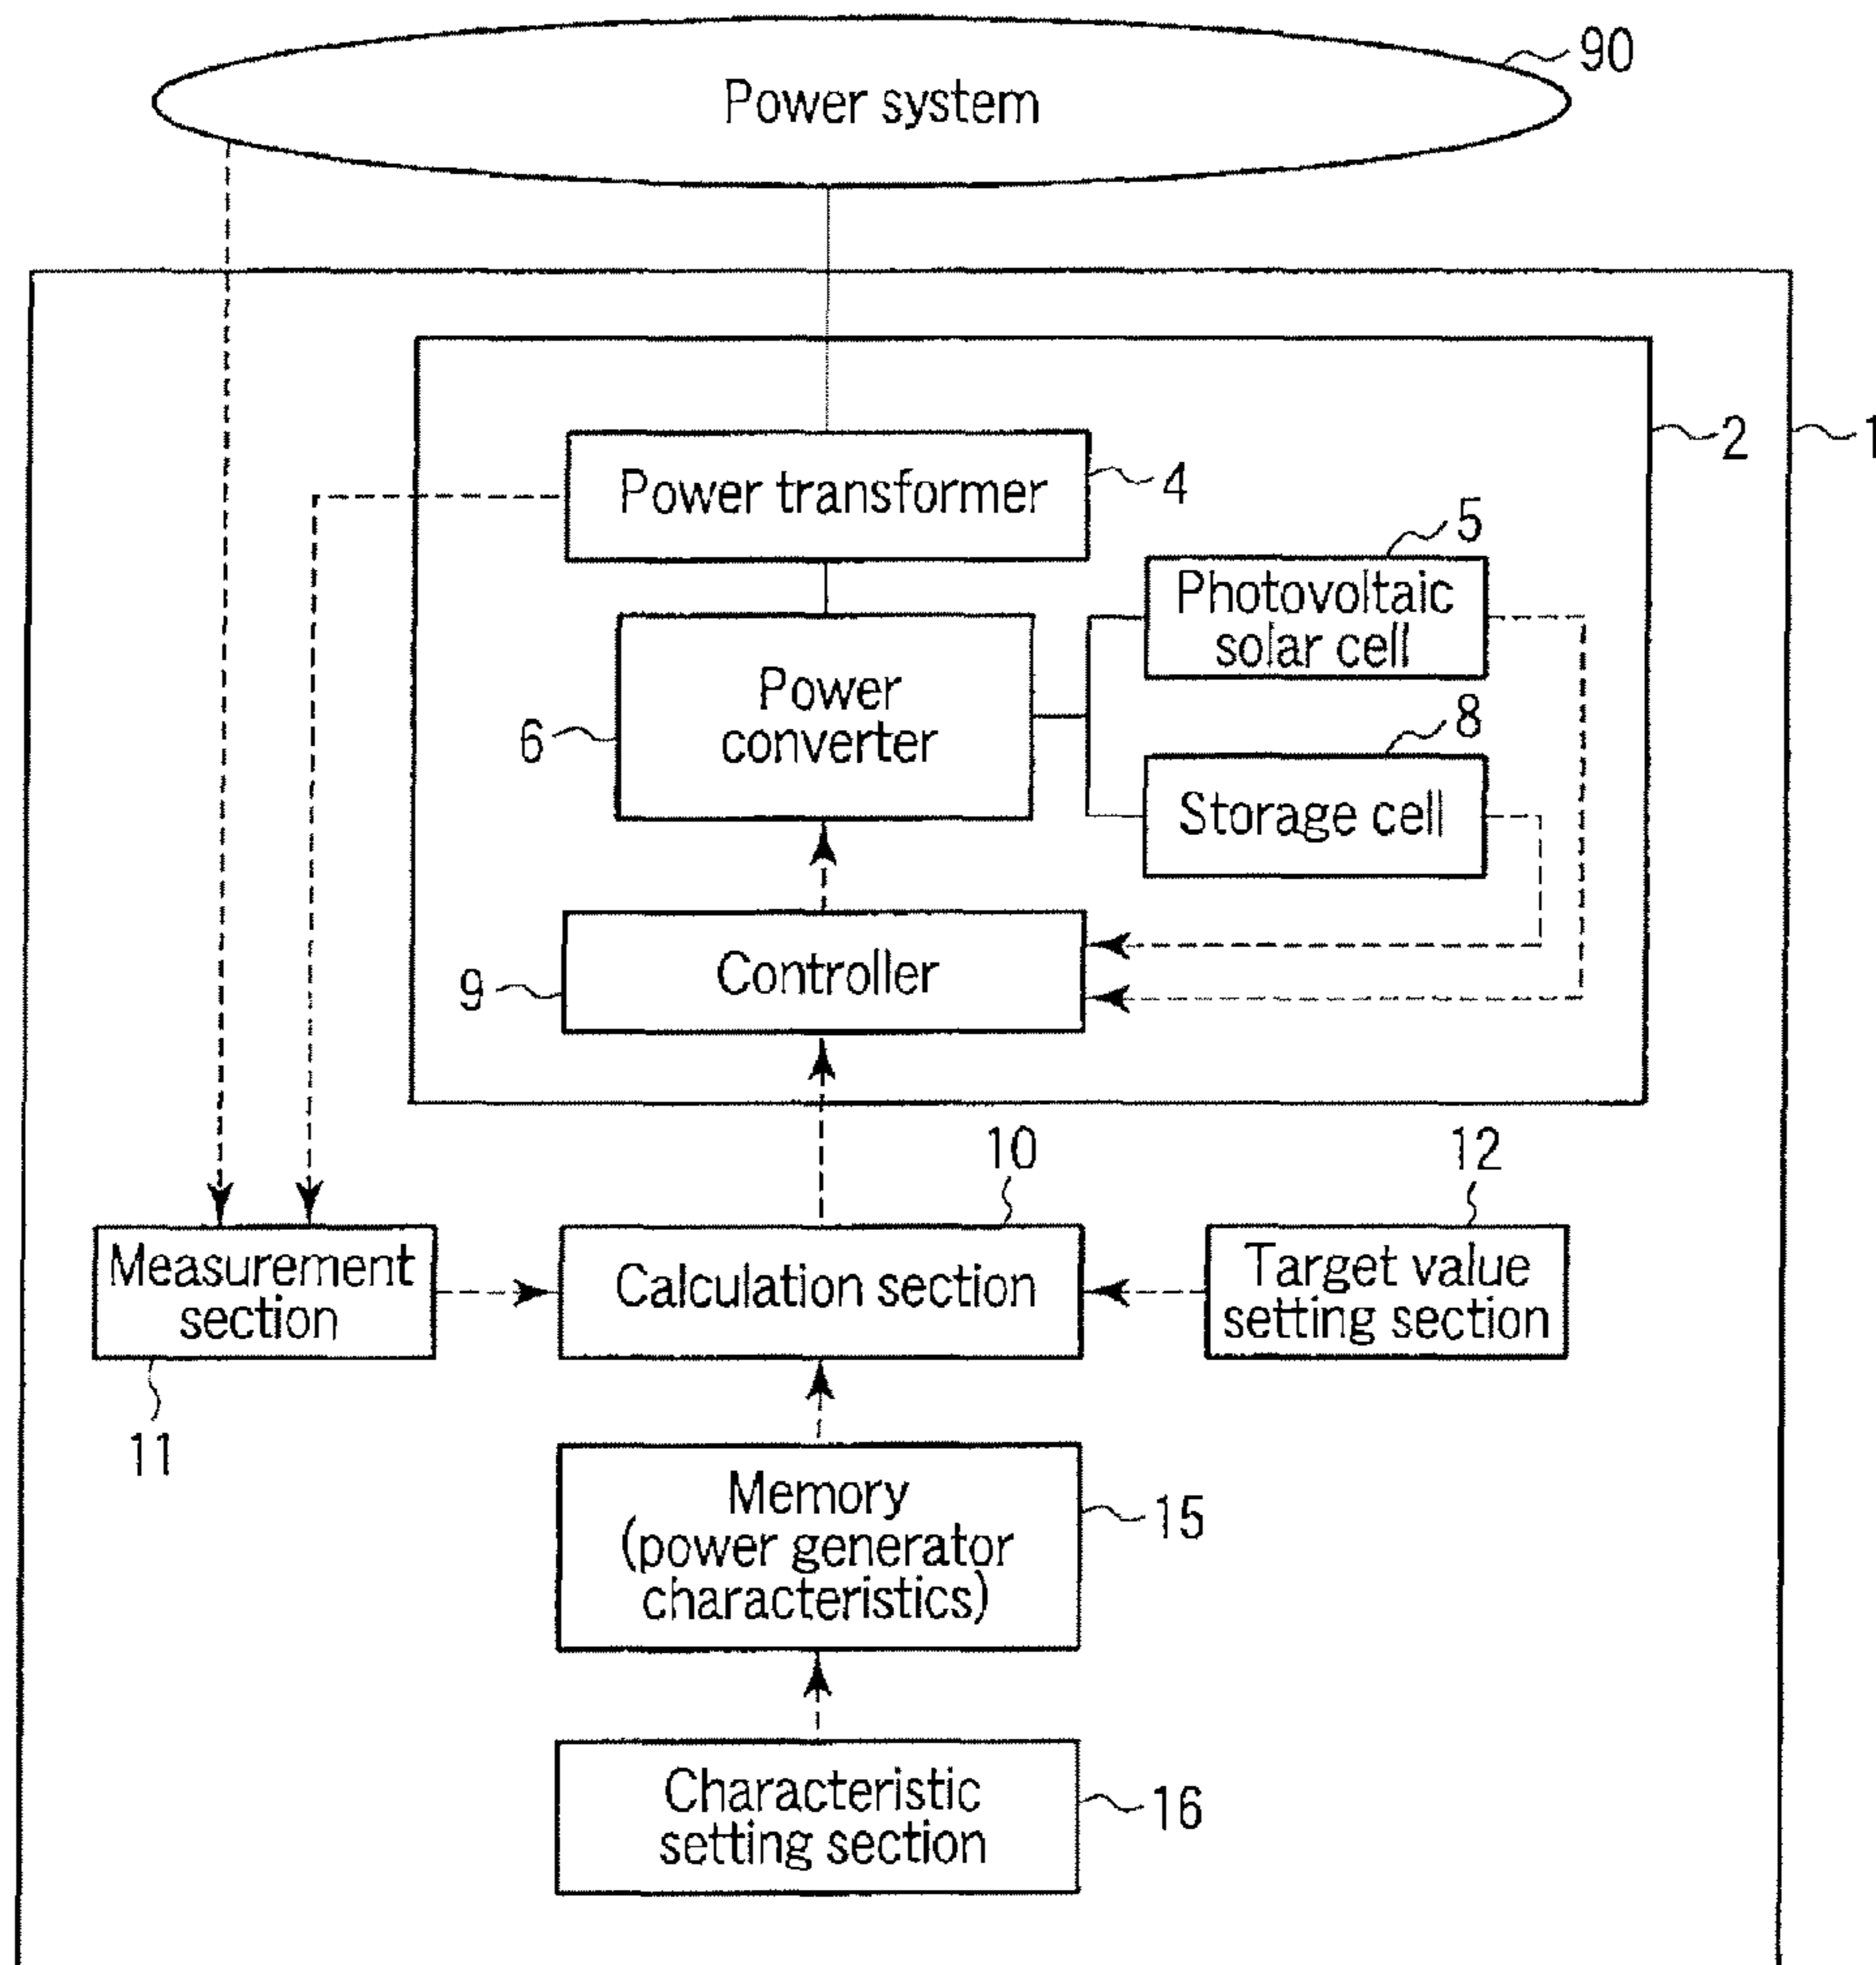 90
Power system
2
1
Power transformer
4
5
Photovoltaic
solar cell
6
Power
converter
8
Storage cell
9
Controller
10
12
Measurement
section
Calculation section
Target value
setting section
11
Memory
(power generator
characteristics)
15
Characteristic
setting section
16